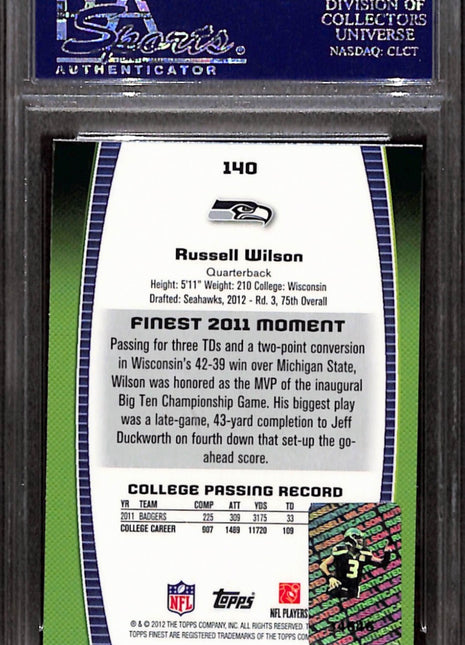 DIVISION OF
COLLECTORS
UNIVERSE
NASDAQ: CLCT
Sports
AUTHENTICATOR
140
Russell Wilson
Quarterback
Height: 5'11" Weight: 210 College: Wisconsin
Drafted: Seahawks, 2012 - Rd. 3, 75th Overall
FINEST 2011 MOMENT
Passing for three TDs and a two-point conversion
in Wisconsin's 42-39 win over Michigan State,
Wilson was honored as the MVP of the inaugural
Big Ten Championship Game. His biggest play
was a late-game, 43-yard completion to Jeff
Duckworth on fourth down that set-up the go-
ahead score.
COLLEGE PASSING RECORD
YR TEAM COMP ATT YDS TD
2011 BADGERS 225 309 3175 33
COLLEGE CAREER 907 1489 11720 109
NFL
Topps
NFL PLAYERS
® & © 2012 THE TOPPS COMPANY, INC. ALL RIGHTS RESERVED.
TOPPS FINEST ARE REGISTERED TRADEMARKS OF THE TOPPS
WILSON
AUTHENTICATED
RUSSELL
3